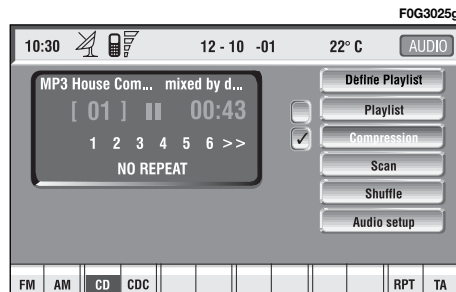 F0G3025g
10:30 12 - 10 -01 22° C AUDIO
MP3 House Com... mixed by d...
[ 01 ] 00:43
1 2 3 4 5 6 >>
NO REPEAT
Define Playlist
Playlist
Compression
Scan
Shuffle
Audio setup
FM AM CD CDC RPT TA